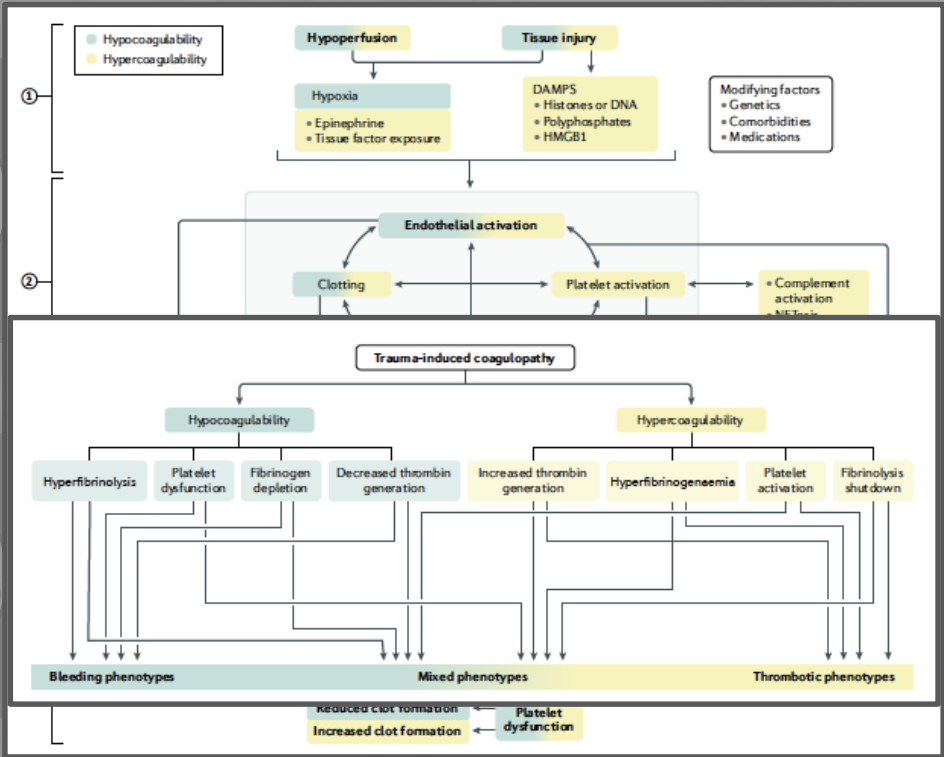 Hypocoagulability
Hypercoagulability
Hypoperfusion
Tissue injury
①
Hypoxia
• Epinephrine
• Tissue factor exposure
DAMPS
• Histones or DNA
• Polyphosphates
• HMGB1
Modifying factors
• Genetics
• Comorbidities
• Medications
②
Endothelial activation
Clotting
Platelet activation
• Complement
activation
Trauma-induced coagulopathy
Hypocoagulability
Hypercoagulability
Hyperfibrinolysis
Platelet
dysfunction
Fibrinogen
depletion
Decreased thrombin
generation
Increased thrombin
generation
Hyperfibrinogenaemia
Platelet
activation
Fibrinolysis
shutdown
Bleeding phenotypes
Mixed phenotypes
Thrombotic phenotypes
Reduced clot formation
Increased clot formation
Platelet
dysfunction